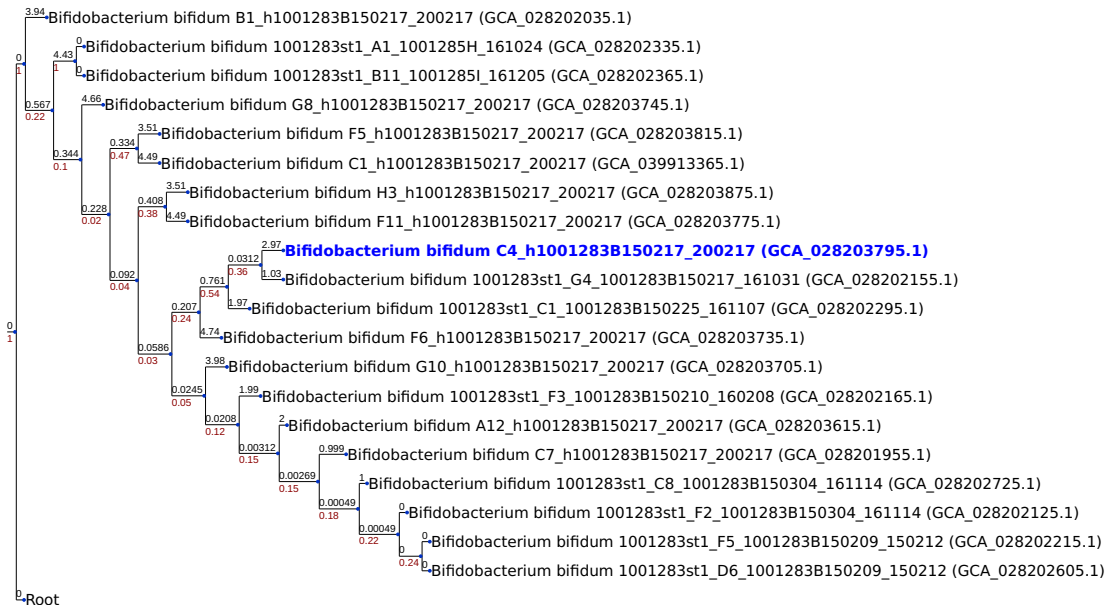 3.94 Bifidobacterium bifidum B1_h1001283B150217_200217 (GCA_028202035.1)
0 Bifidobacterium bifidum 1001283st1_A1_1001285H_161024 (GCA_028202335.1)
4.43
0
1
1
0 Bifidobacterium bifidum 1001283st1_B11_1001285I_161205 (GCA_028202365.1)
0.567
4.66 Bifidobacterium bifidum G8_h1001283B150217_200217 (GCA_028203745.1)
0.22
3.51 Bifidobacterium bifidum F5_h1001283B150217_200217 (GCA_028203815.1)
0.334
0.344
0.47
4.49 Bifidobacterium bifidum C1_h1001283B150217_200217 (GCA_039913365.1)
0.1
3.51 Bifidobacterium bifidum H3_h1001283B150217_200217 (GCA_028203875.1)
0.408
0.228
0.38
0.02
4.49 Bifidobacterium bifidum F11_h1001283B150217_200217 (GCA_028203775.1)
2.97 Bifidobacterium bifidum C4_h1001283B150217_200217 (GCA_028203795.1)
0.0312
0.092
0.36
1.03 Bifidobacterium bifidum 1001283st1_G4_1001283B150217_161031 (GCA_028202155.1)
0.04
0.761
0.54
1.97 Bifidobacterium bifidum 1001283st1_C1_1001283B150225_161107 (GCA_028202295.1)
0.207
0.24
0
1
4.74 Bifidobacterium bifidum F6_h1001283B150217_200217 (GCA_028203735.1)
0.0586
0.03
3.98 Bifidobacterium bifidum G10_h1001283B150217_200217 (GCA_028203705.1)
0.0245
0.05
1.99 Bifidobacterium bifidum 1001283st1_F3_1001283B150210_160208 (GCA_028202165.1)
0.0208
0.12
2 Bifidobacterium bifidum A12_h1001283B150217_200217 (GCA_028203615.1)
0.00312
0.15
0.999 Bifidobacterium bifidum C7_h1001283B150217_200217 (GCA_028201955.1)
0.00269
0.15
1 Bifidobacterium bifidum 1001283st1_C8_1001283B150304_161114 (GCA_028202725.1)
0.00049
0.18
0 Bifidobacterium bifidum 1001283st1_F2_1001283B150304_161114 (GCA_028202125.1)
0.00049
0.22
0 Bifidobacterium bifidum 1001283st1_F5_1001283B150209_150212 (GCA_028202215.1)
0
0.24
0 Bifidobacterium bifidum 1001283st1_D6_1001283B150209_150212 (GCA_028202605.1)
0 Root